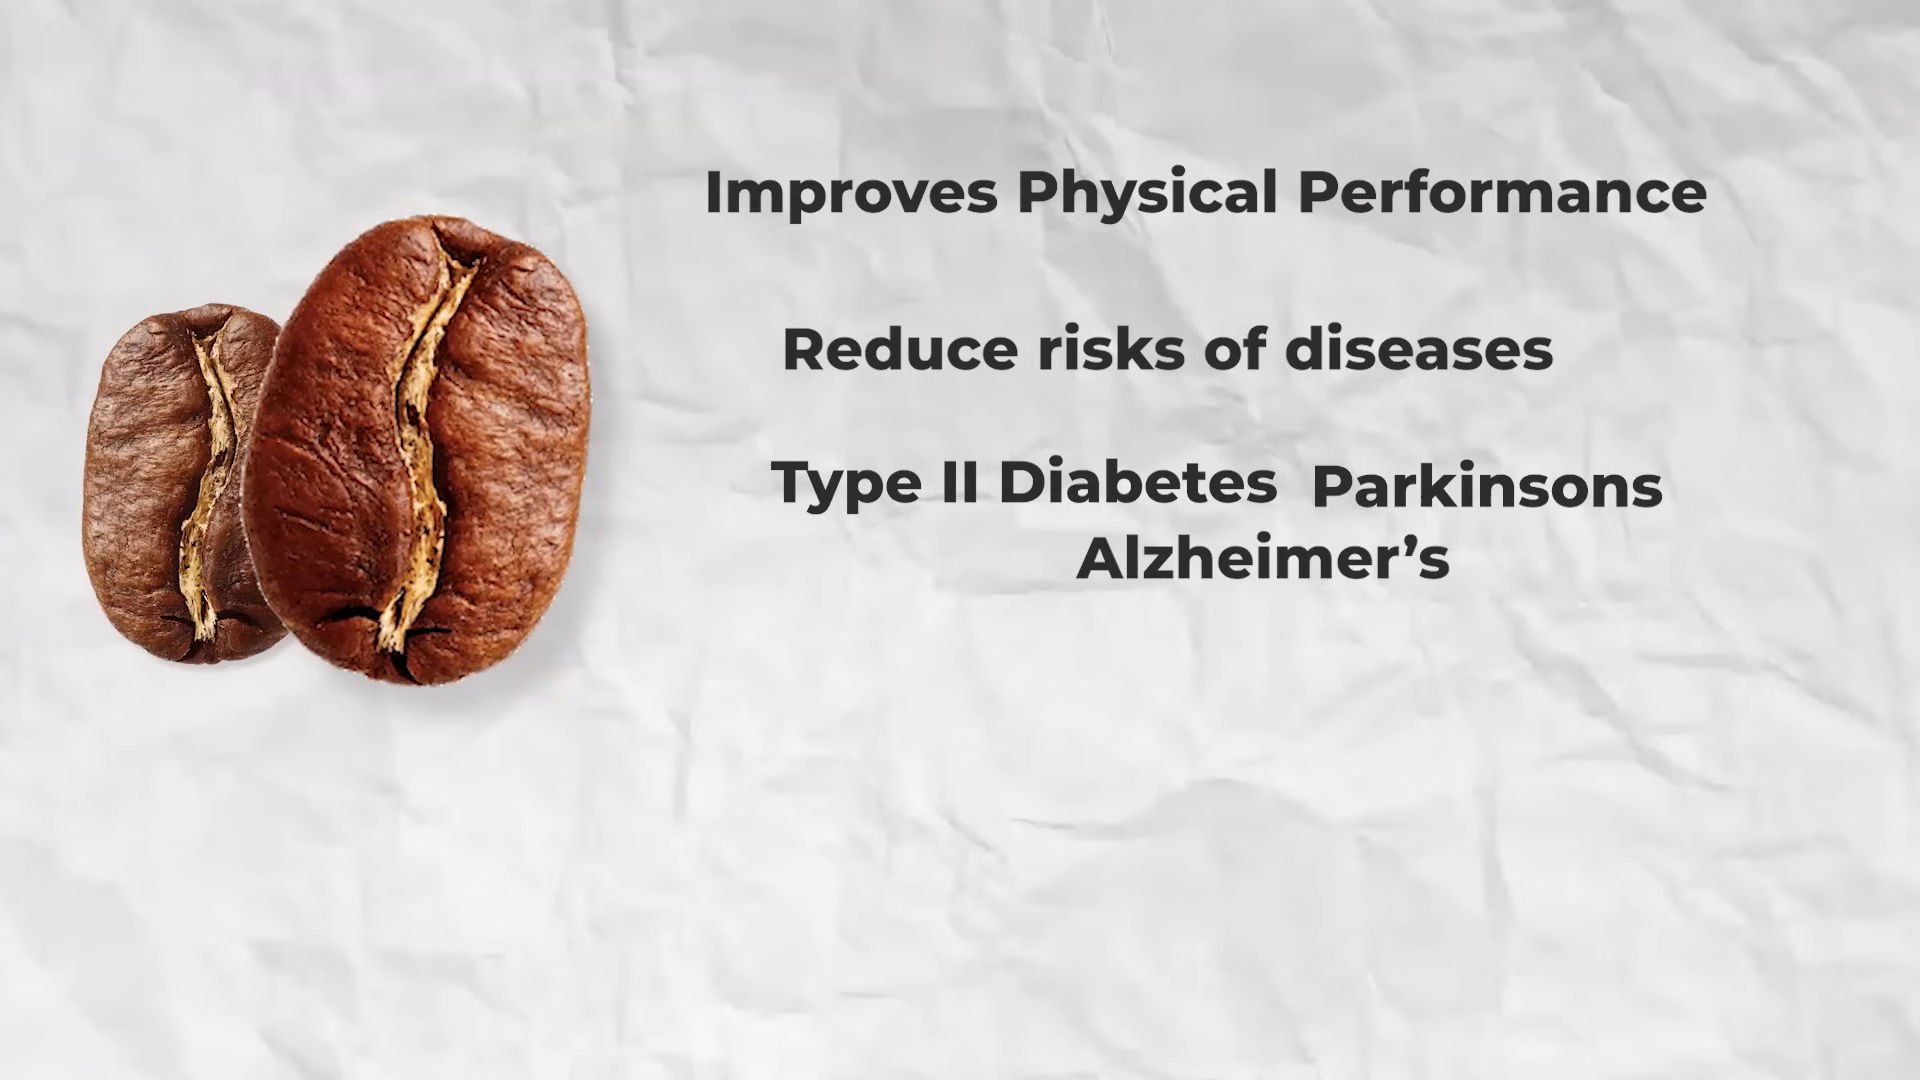 Improves Physical Performance
Reduce risks of diseases
Type II Diabetes Parkinsons
Alzheimer’s